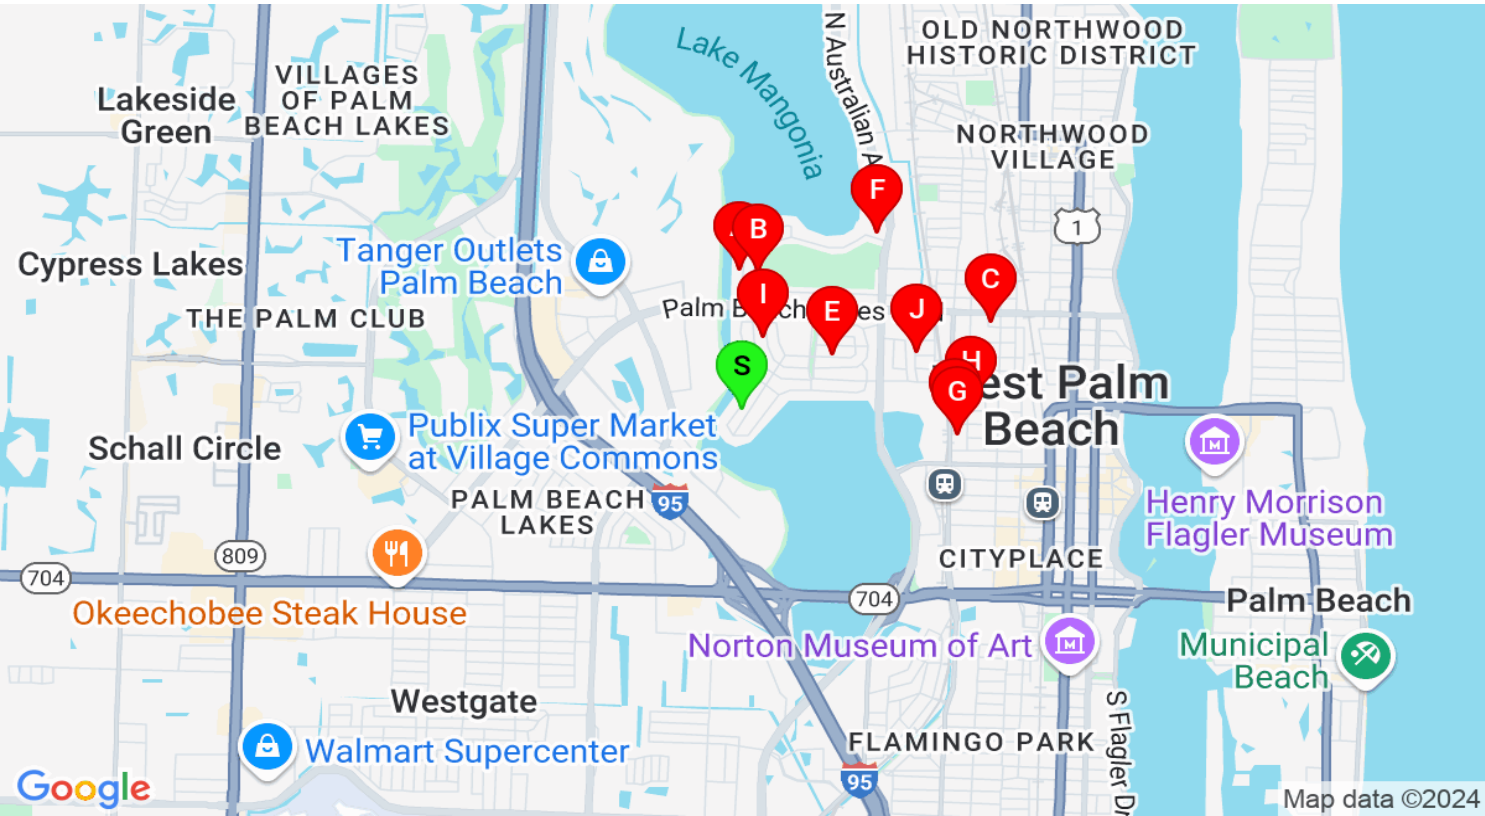 OLD NORTHWOOD
HISTORIC DISTRICT
N Australian A
Lake Mangonia
VILLAGES
OF PALM
BEACH LAKES
Lakeside
Green
NORTHWOOD
VILLAGE
F
B
1
Tanger Outlets
Palm Beach
Cypress Lakes
C
I
E
J
Palm B
ch
es
THE PALM CLUB
S
H
G
est Palm
Beach
Publix Super Market
at Village Commons
Schall Circle
PALM BEACH
LAKES
95
Henry Morrison
Flagler Museum
809
CITYPLACE
704
704
Okeechobee Steak House
Palm Beach
Norton Museum of Art
Municipal
Beach
Westgate
S Flagler Dr
FLAMINGO PARK
Walmart Supercenter
95
Google
Map data ©2024